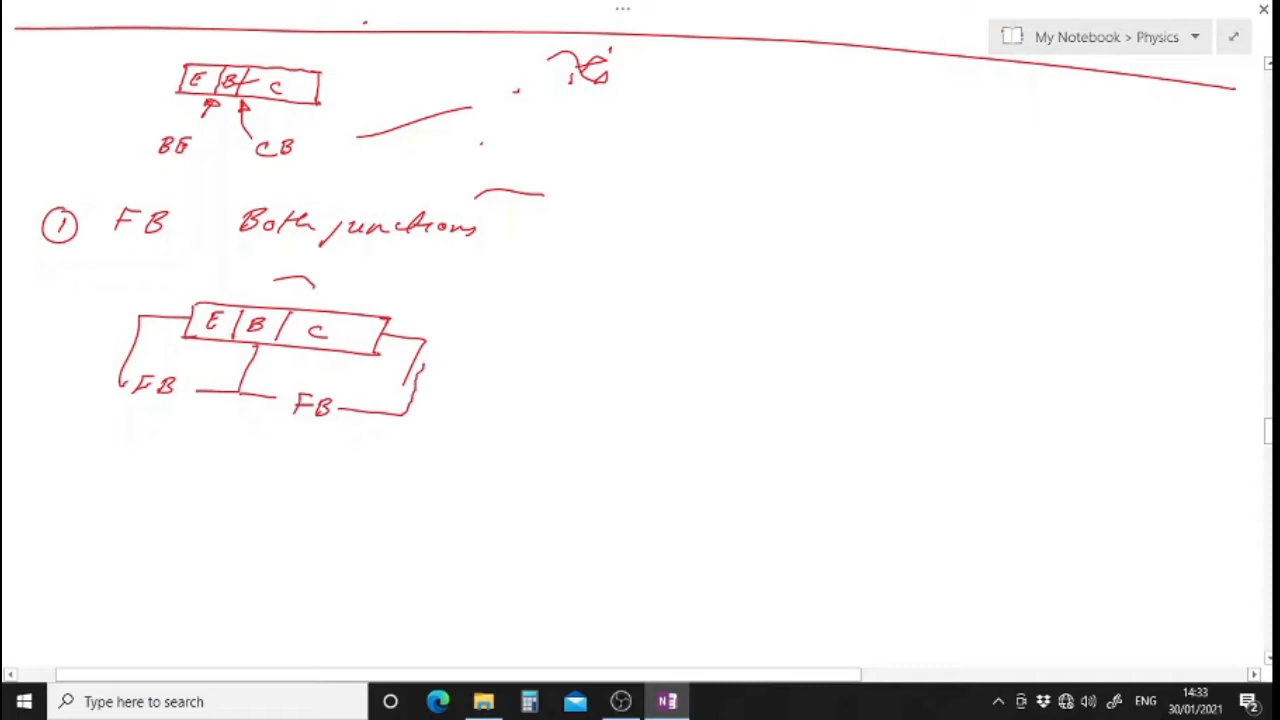 ...
My Notebook > Physics
E B C
BE CB
① FB Both junctions
E B C
FB
FB
Type here to search
ENG
14:33
30/01/2021
2